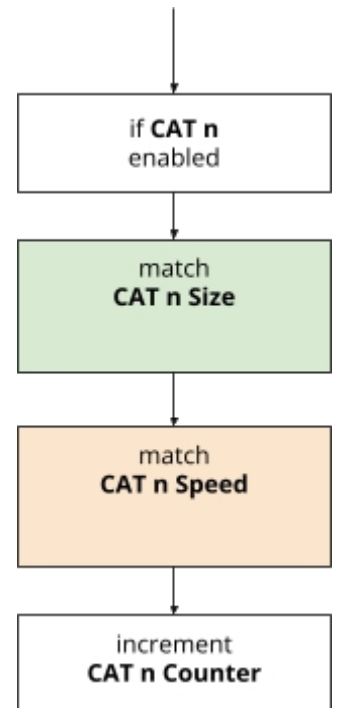 if CAT n
enabled
match
CAT n Size
match
CAT n Speed
increment
CAT n Counter